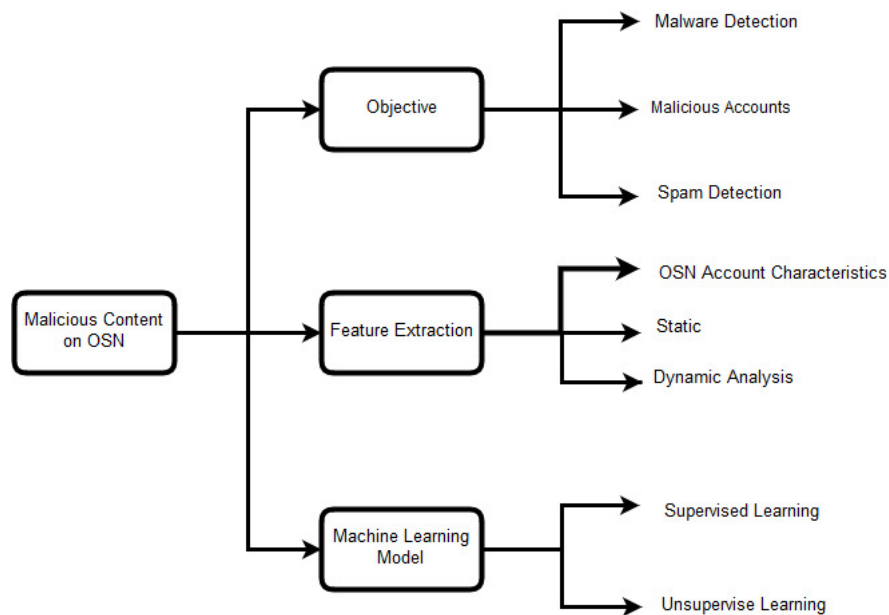 Malware Detection
Objective
Malicious Accounts
Spam Detection
Malicious Content
on OSN
Feature Extraction
OSN Account Characteristics
Static
Dynamic Analysis
Machine Learning
Model
Supervised Learning
Unsupervise Learning